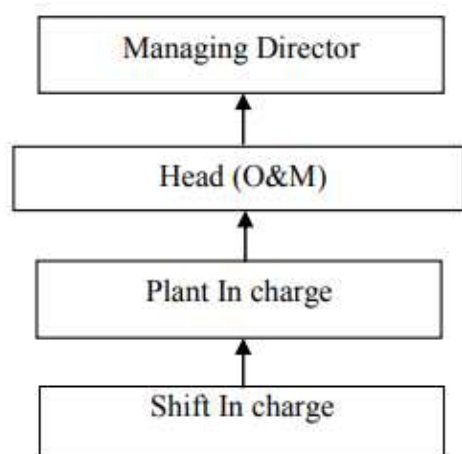 Managing Director
Head (O&M)
Plant In charge
Shift In charge